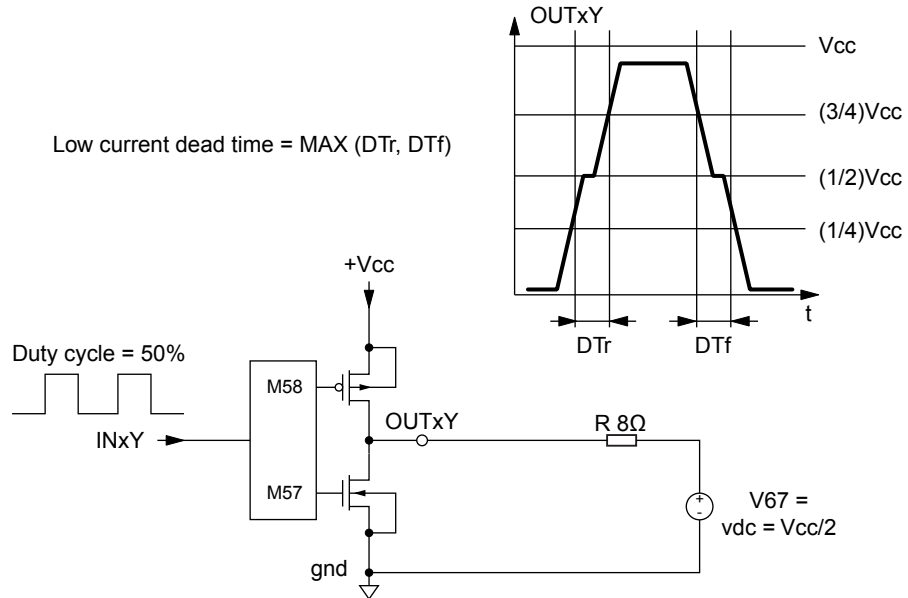 OUTxY
Vcc
Low current dead time = MAX (DTr, DTf)
(3/4)Vcc
(1/2)Vcc
(1/4)Vcc
t
DTr
DTf
+Vcc
Duty cycle = 50%
M58
INxY
OUTxY
R 8Ω
M57
+
-
V67 =
vdc = Vcc/2
gnd